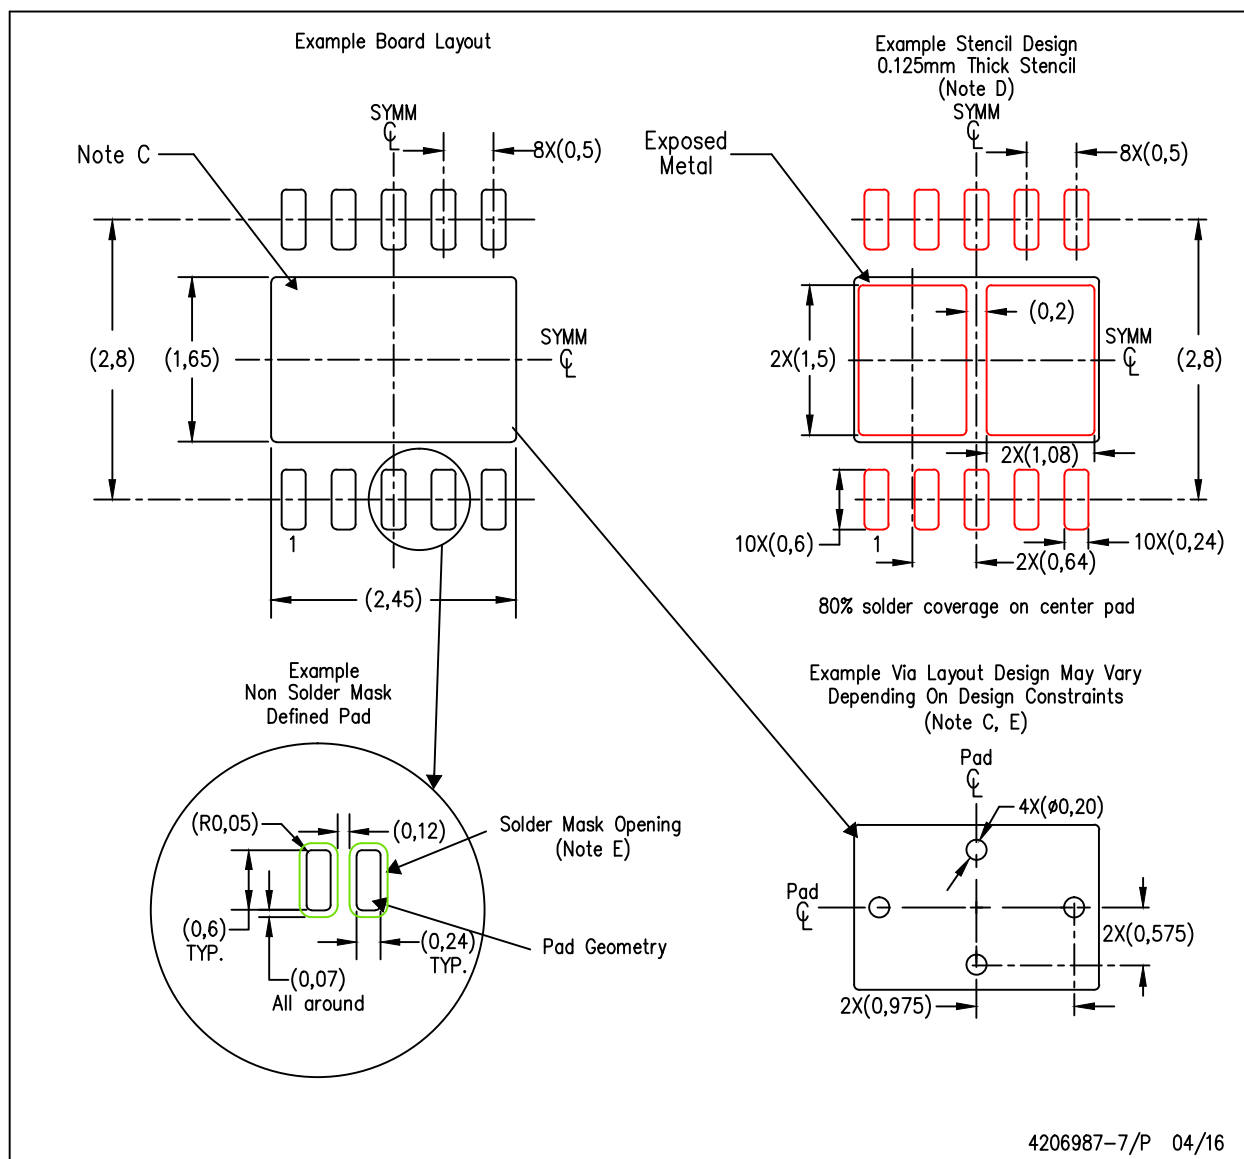 Example Board Layout
SYMM
℄
Note C
8X(0,5)
(2,8)
(1,65)
SYMM
℄
1
(2,45)
Example Stencil Design
0.125mm Thick Stencil
(Note D)
SYMM
℄
Exposed
Metal
8X(0,5)
(0,2)
2X(1,5)
SYMM
℄
(2,8)
2X(1,08)
10X(0,6)
1
10X(0,24)
2X(0,64)
80% solder coverage on center pad
Example
Non Solder Mask
Defined Pad
(R0,05)
(0,12)
Solder Mask Opening
(Note E)
(0,6)
TYP.
(0,24)
TYP.
Pad Geometry
(0,07)
All around
Example Via Layout Design May Vary
Depending On Design Constraints
(Note C, E)
Pad
℄
4X(ø0,20)
Pad
℄
2X(0,575)
2X(0,975)
4206987-7/P 04/16